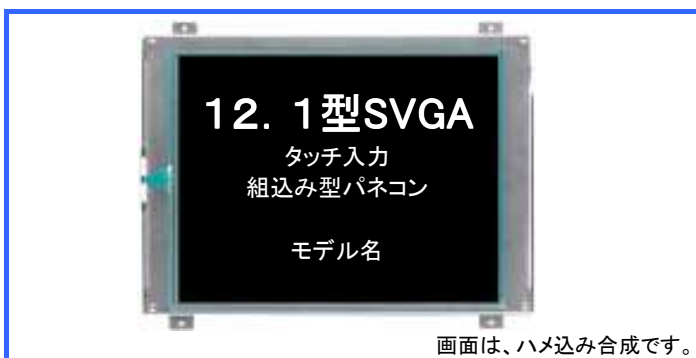 １２．１型SVGA
タッチ入力
組込み型パネコン
モデル名
画面は、ハメ込み合成です。